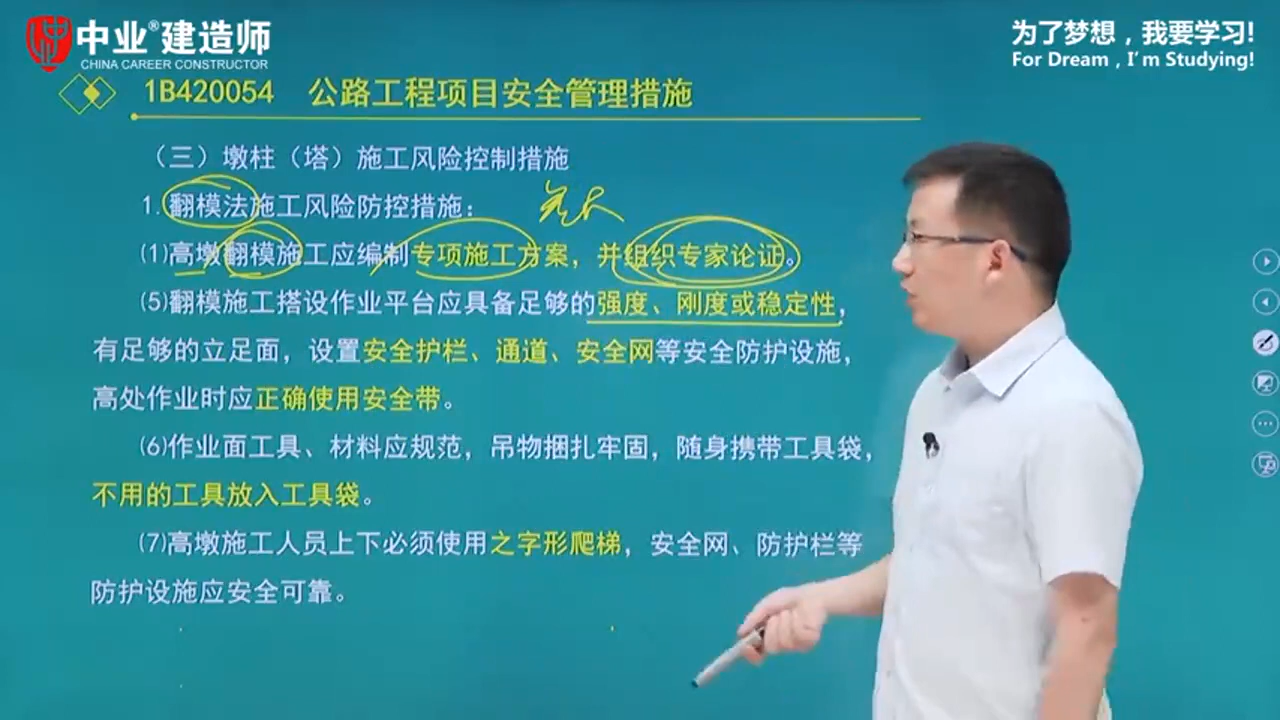 中业®建造师
CHINA CAREER CONSTRUCTOR
为了梦想，我要学习!
For Dream，I'm Studying!
1B420054 公路工程项目安全管理措施
（三）墩柱（塔）施工风险控制措施
1.翻模法施工风险防控措施：
⑴高墩翻模施工应编制专项施工方案，并组织专家论证。
⑸翻模施工搭设作业平台应具备足够的强度、刚度或稳定性，
有足够的立足面，设置安全护栏、通道、安全网等安全防护设施，
高处作业时应正确使用安全带。
⑹作业面工具、材料应规范，吊物捆扎牢固，随身携带工具袋，
不用的工具放入工具袋。
⑺高墩施工人员上下必须使用之字形爬梯，安全网、防护栏等
防护设施应安全可靠。